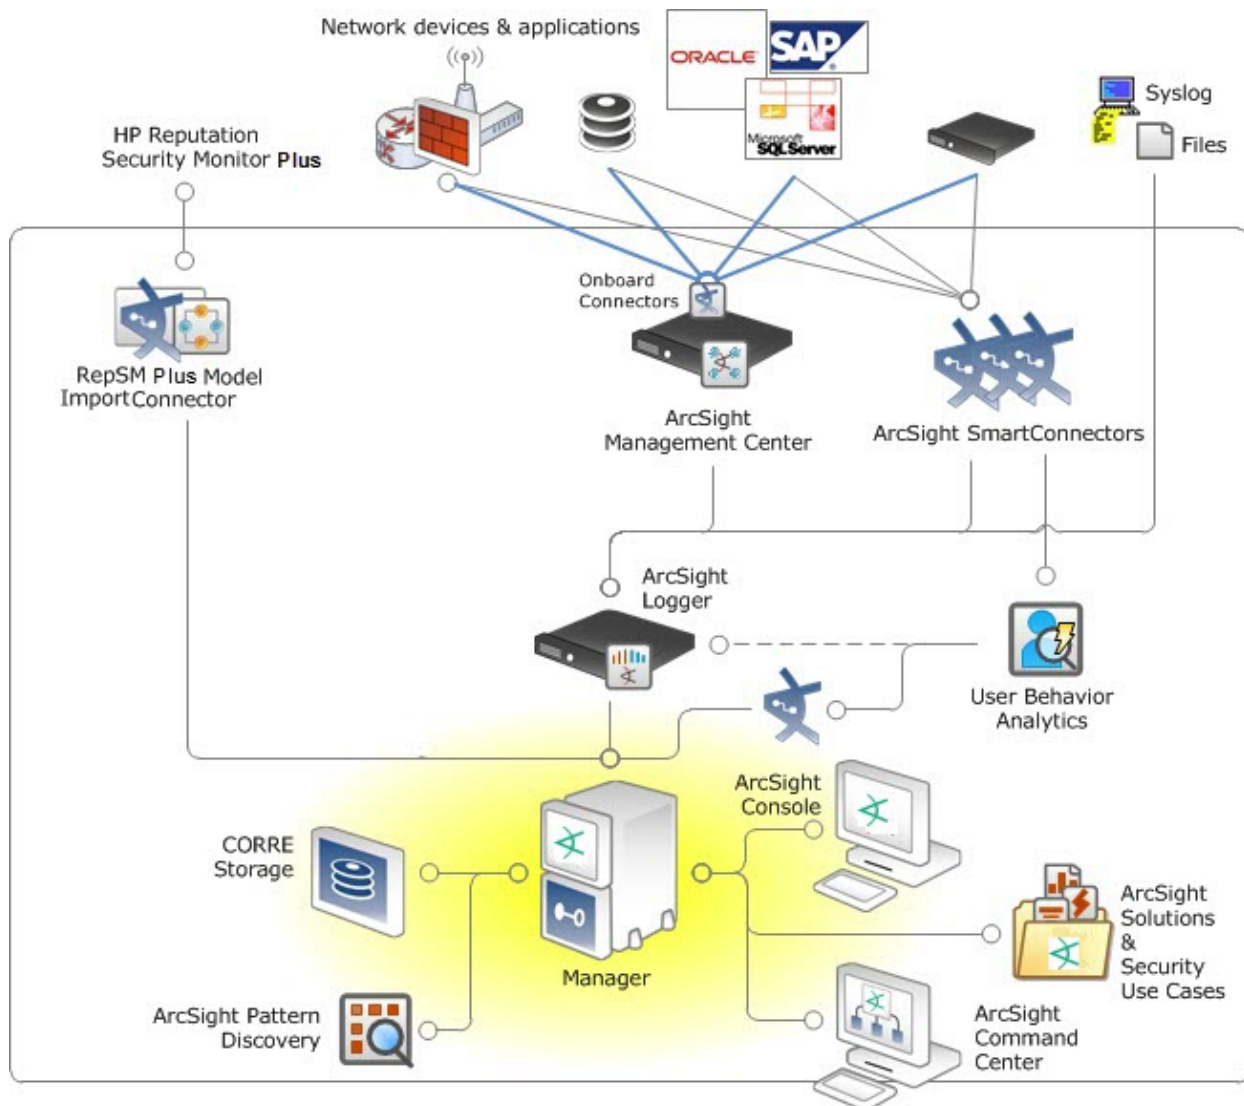 Network devices & applications
ORACLE
SAP
Microsoft
SQL Server
Syslog
Files
HP Reputation
Security Monitor Plus
Onboard
Connectors
RepSM Plus Model
Import Connector
ArcSight
Management Center
ArcSight SmartConnectors
ArcSight
Logger
User Behavior
Analytics
ArcSight
Console
CORRE
Storage
Manager
ArcSight
Solutions
&
Security
Use Cases
ArcSight Pattern
Discovery
ArcSight
Command
Center